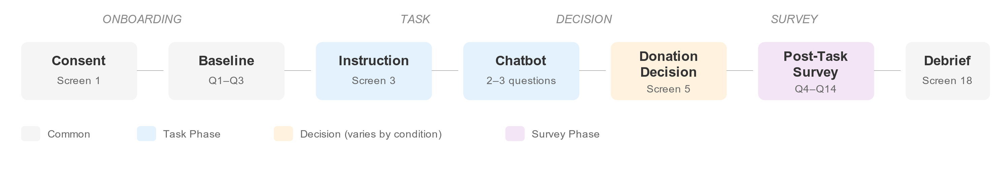 ONBOARDING
TASK
DECISION
SURVEY
Consent
Screen 1
Baseline
Q1–Q3
Instruction
Screen 3
Chatbot
2–3 questions
Donation
Decision
Screen 5
Post-Task
Survey
Q4–Q14
Debrief
Screen 18
Common
Task Phase
Decision (varies by condition)
Survey Phase